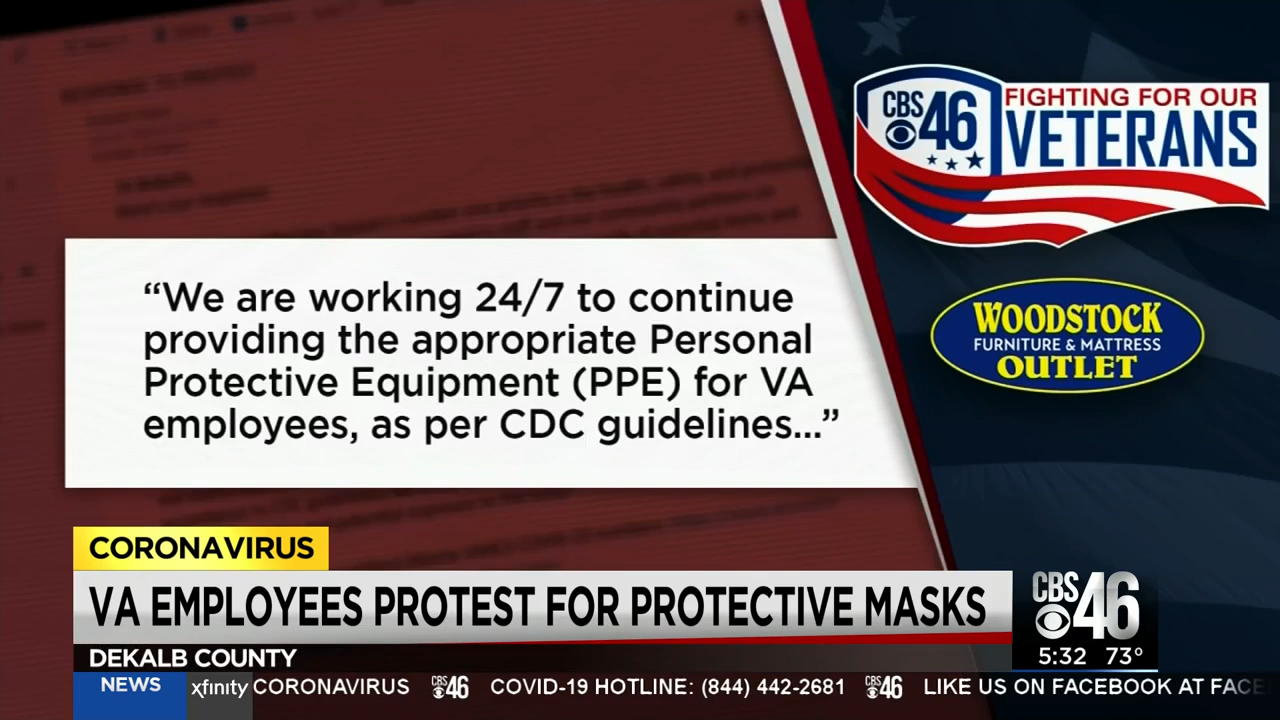 CBS 46
FIGHTING FOR OUR
VETERANS
WOODSTOCK
FURNITURE & MATTRESS
OUTLET
“We are working 24/7 to continue
providing the appropriate Personal
Protective Equipment (PPE) for VA
employees, as per CDC guidelines...”
CORONAVIRUS
VA EMPLOYEES PROTEST FOR PROTECTIVE MASKS
DEKALB COUNTY
CBS 46
5:32 73°
NEWS xfinity CORONAVIRUS CBS 46 COVID-19 HOTLINE: (844) 442-2681 CBS 46 LIKE US ON FACEBOOK AT FACE